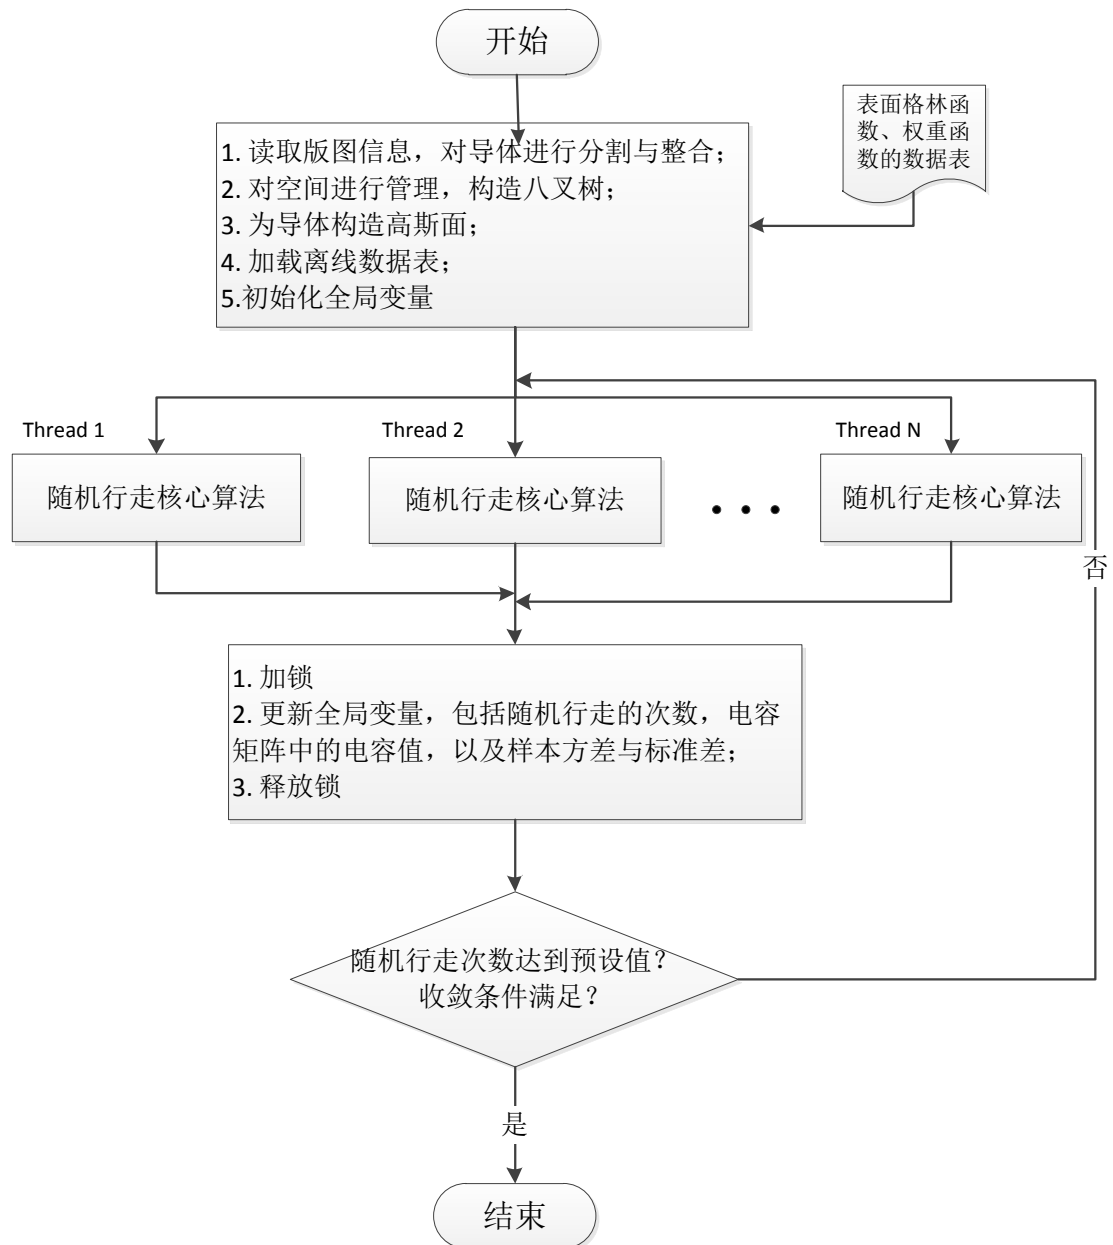 开始
表面格林函
数、权重函
数的数据表
1. 读取版图信息，对导体进行分割与整合；
2. 对空间进行管理，构造八叉树；
3. 为导体构造高斯面；
4. 加载离线数据表；
5.初始化全局变量
Thread 1
Thread 2
Thread N
随机行走核心算法
随机行走核心算法
• • •
随机行走核心算法
否
1. 加锁
2. 更新全局变量，包括随机行走的次数，电容
矩阵中的电容值，以及样本方差与标准差；
3. 释放锁
随机行走次数达到预设值？
收敛条件满足？
是
结束